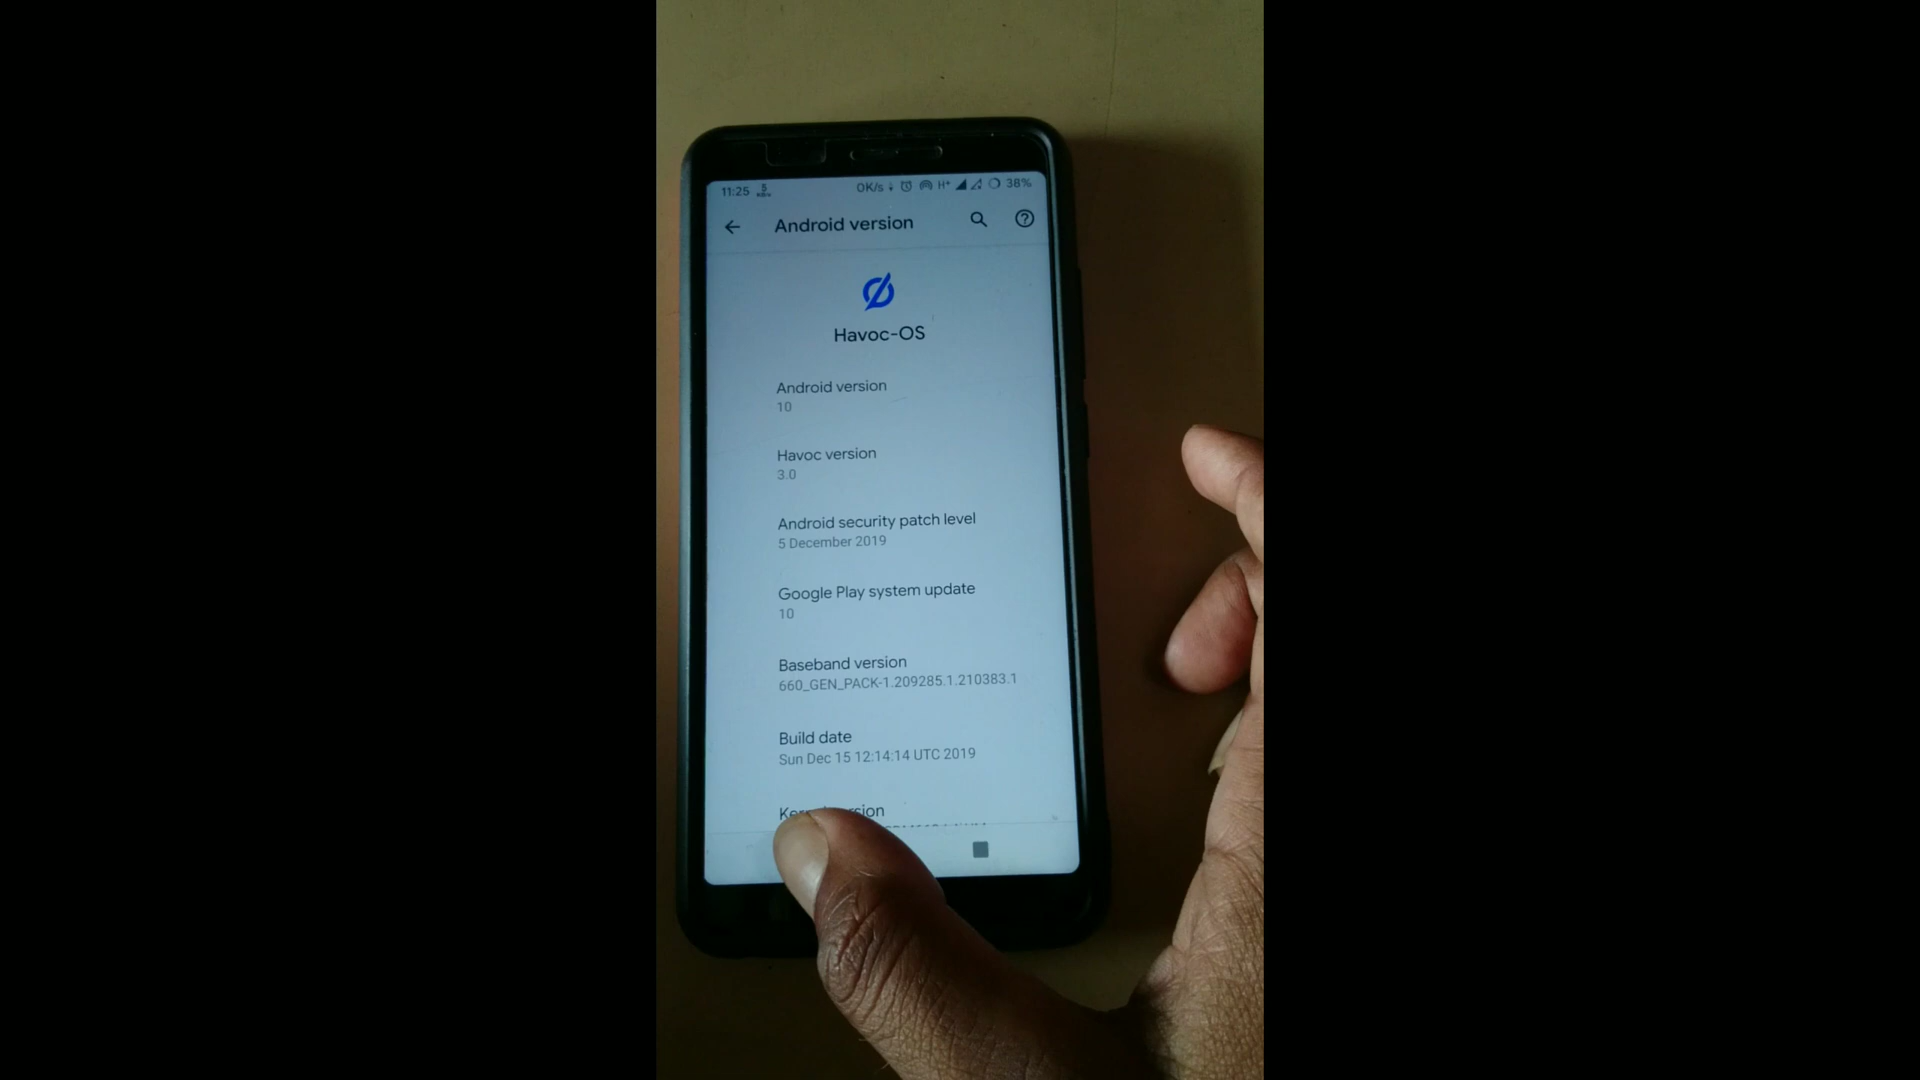 11:25 5 0K/s H+ 38%
Android version
Havoc-OS
Android version
10
Havoc version
3.0
Android security patch level
5 December 2019
Google Play system update
10
Baseband version
660_GEN_PACK-1.209285.1.210383.1
Build date
Sun Dec 15 12:14:14 UTC 2019